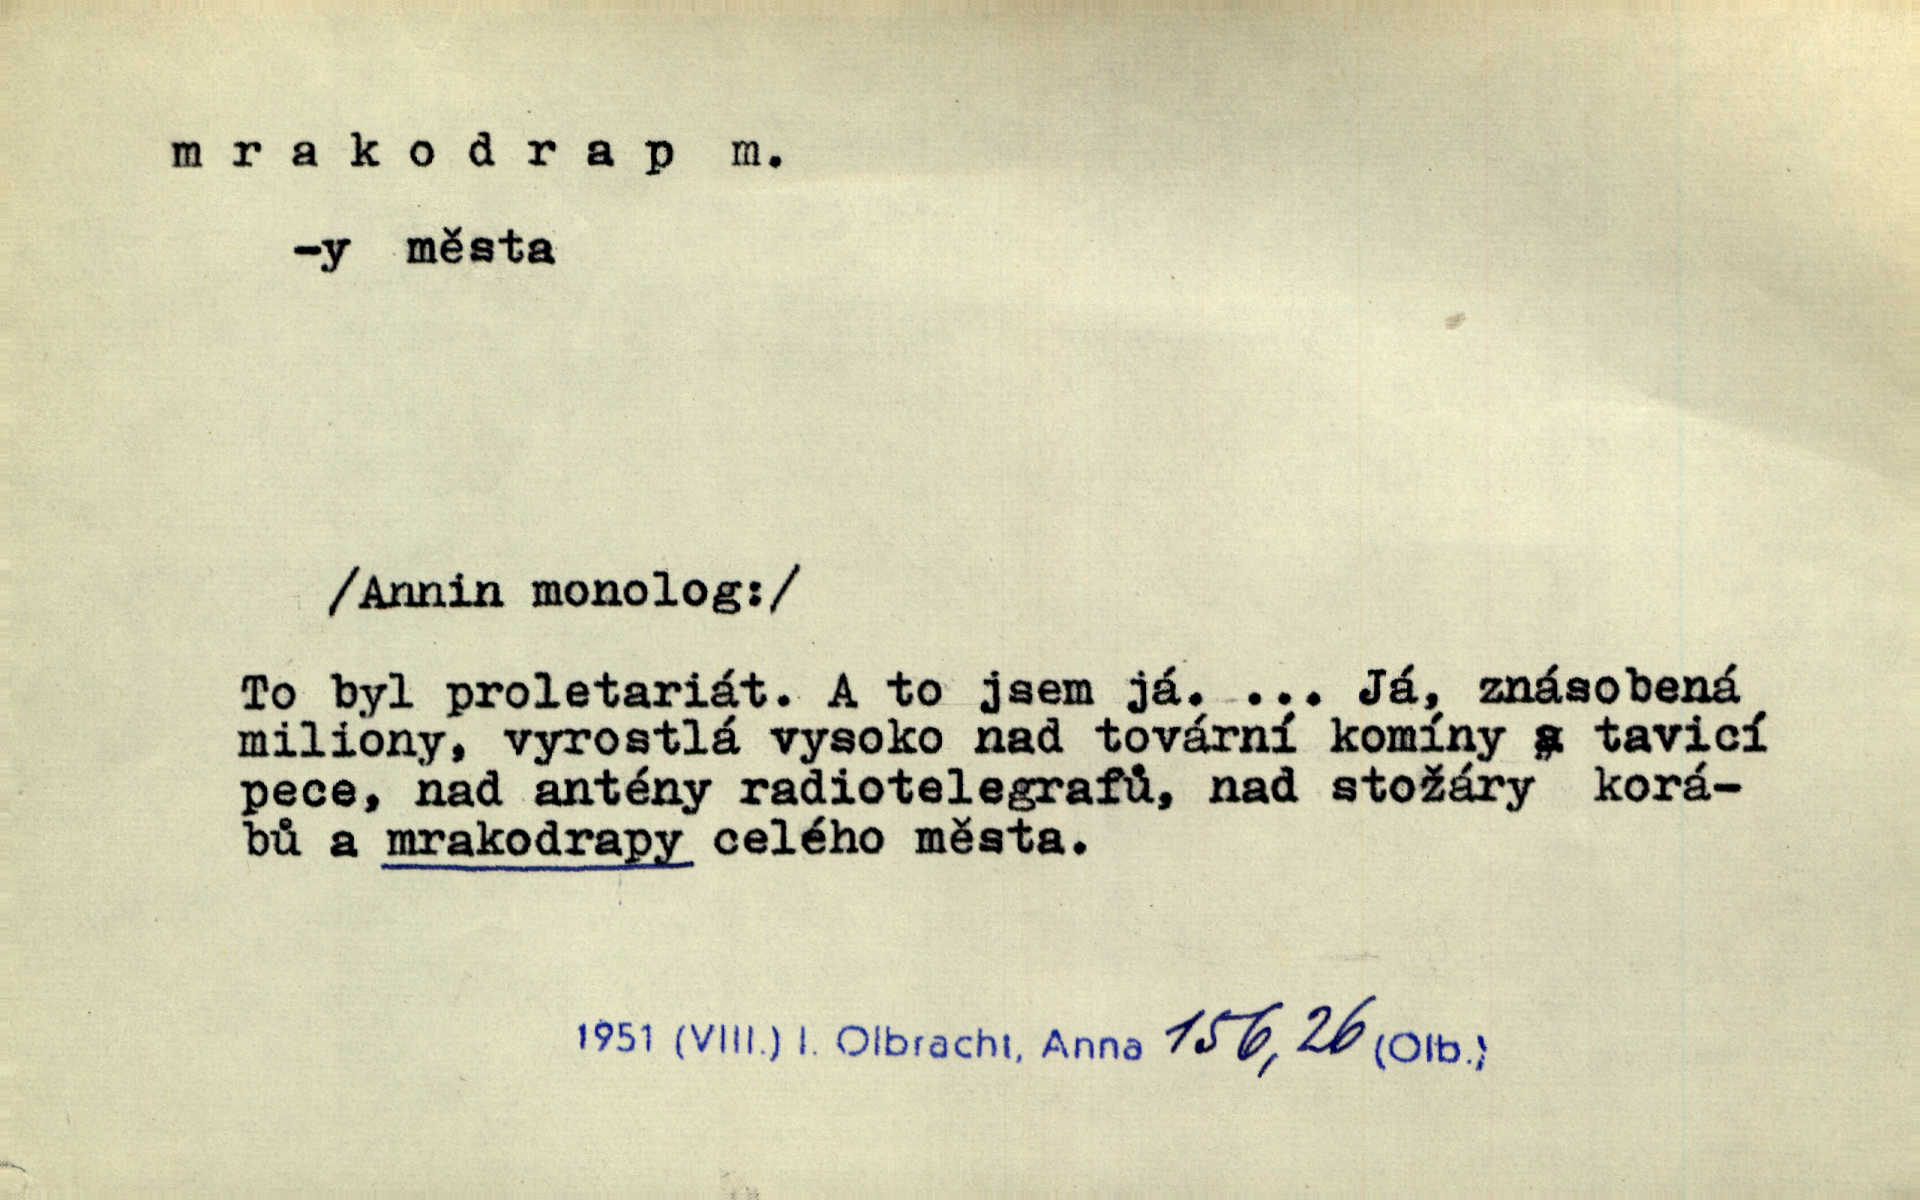 m r a k o d r a p m.
-y města
/Annin monolog:/
To byl proletariát. A to jsem já. ... Já, znásobená
miliony, vyrostlá vysoko nad tovární komíny a tavicí
pece, nad antény radiotelegrafů, nad stožáry korá-
bů a mrakodrapy celého města.
1951 (VIII.) I. Olbracht, Anna 156, 26 (Olb.)